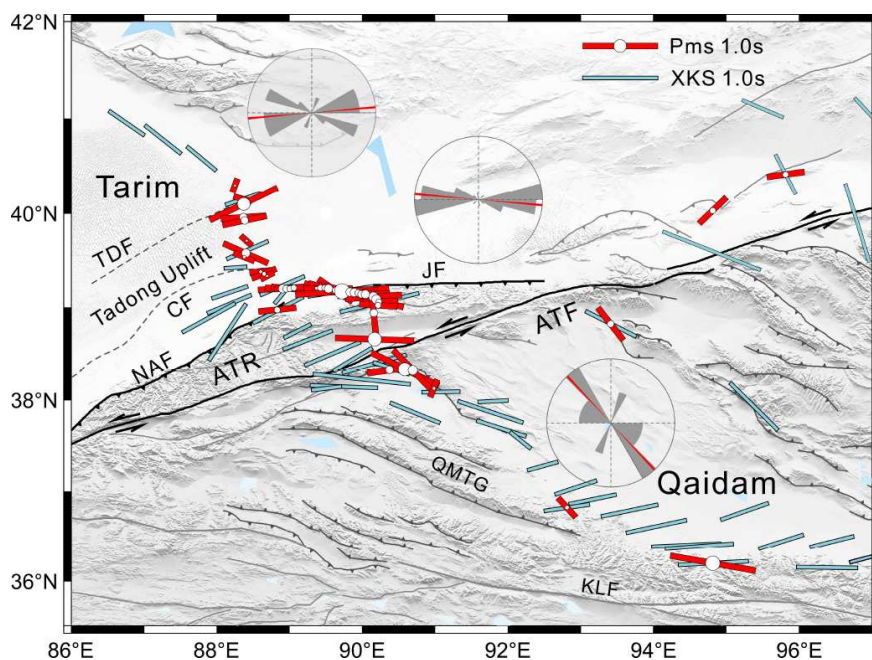 42°N
40°N
38°N
36°N
Pms 1.0s
XKS 1.0s
Tarim
TDF
Tadong Uplift
CF
JF
NAF
ATR
ATF
QMTG
Qaidam
KLF
86°E
88°E
90°E
92°E
94°E
96°E